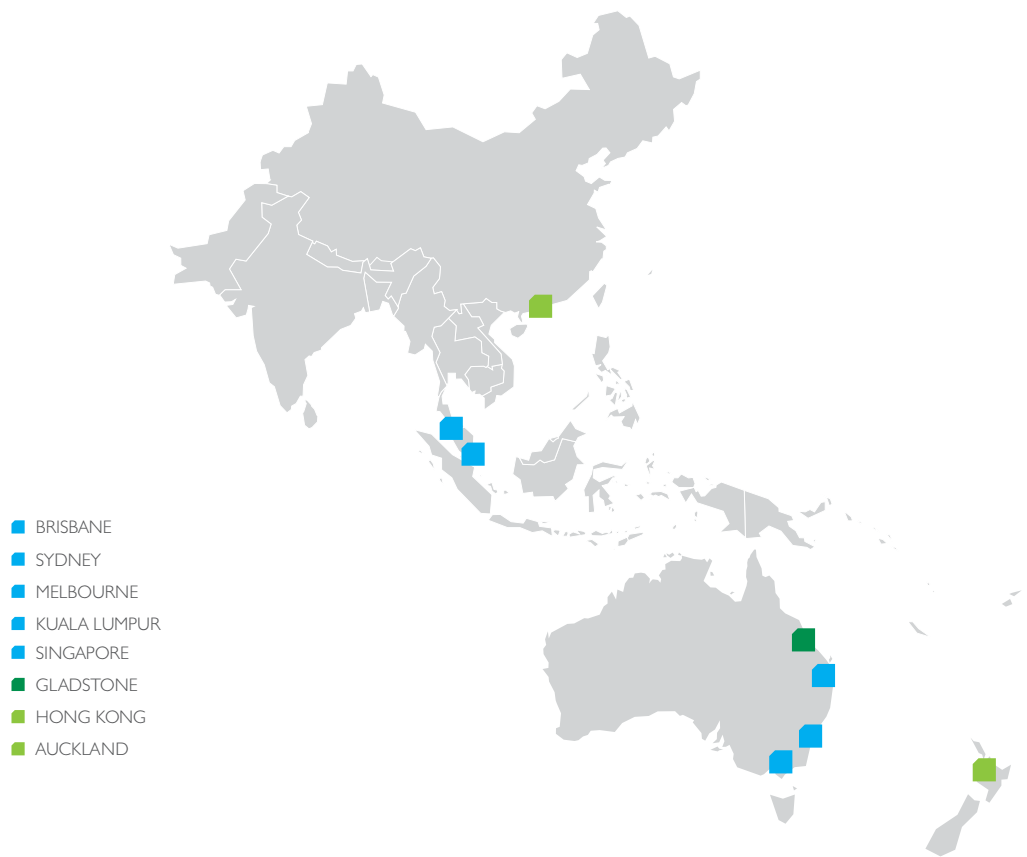 BRISBANE
SYDNEY
MELBOURNE
KUALA LUMPUR
SINGAPORE
GLADSTONE
HONG KONG
AUCKLAND